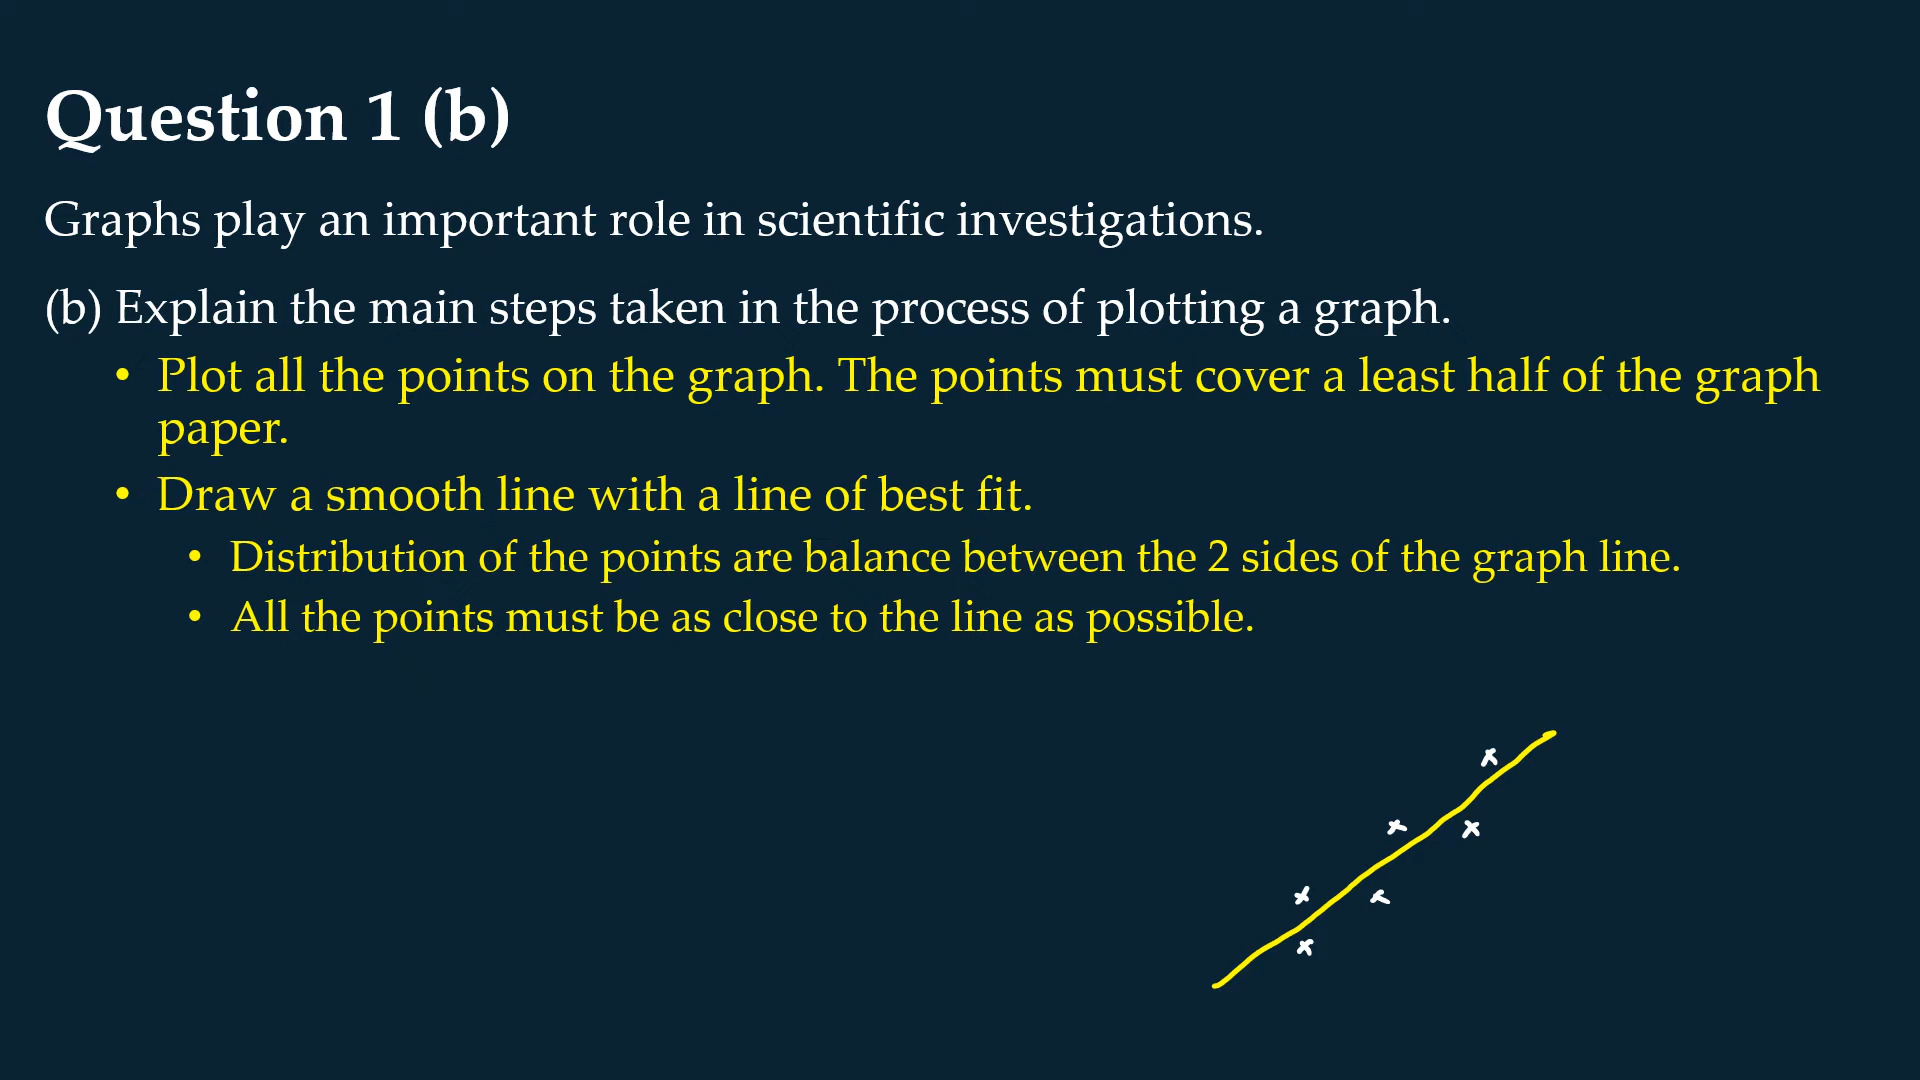 Question 1 (b)
Graphs play an important role in scientific investigations.
(b) Explain the main steps taken in the process of plotting a graph.
• Plot all the points on the graph. The points must cover a least half of the graph
paper.
• Draw a smooth line with a line of best fit.
• Distribution of the points are balance between the 2 sides of the graph line.
• All the points must be as close to the line as possible.